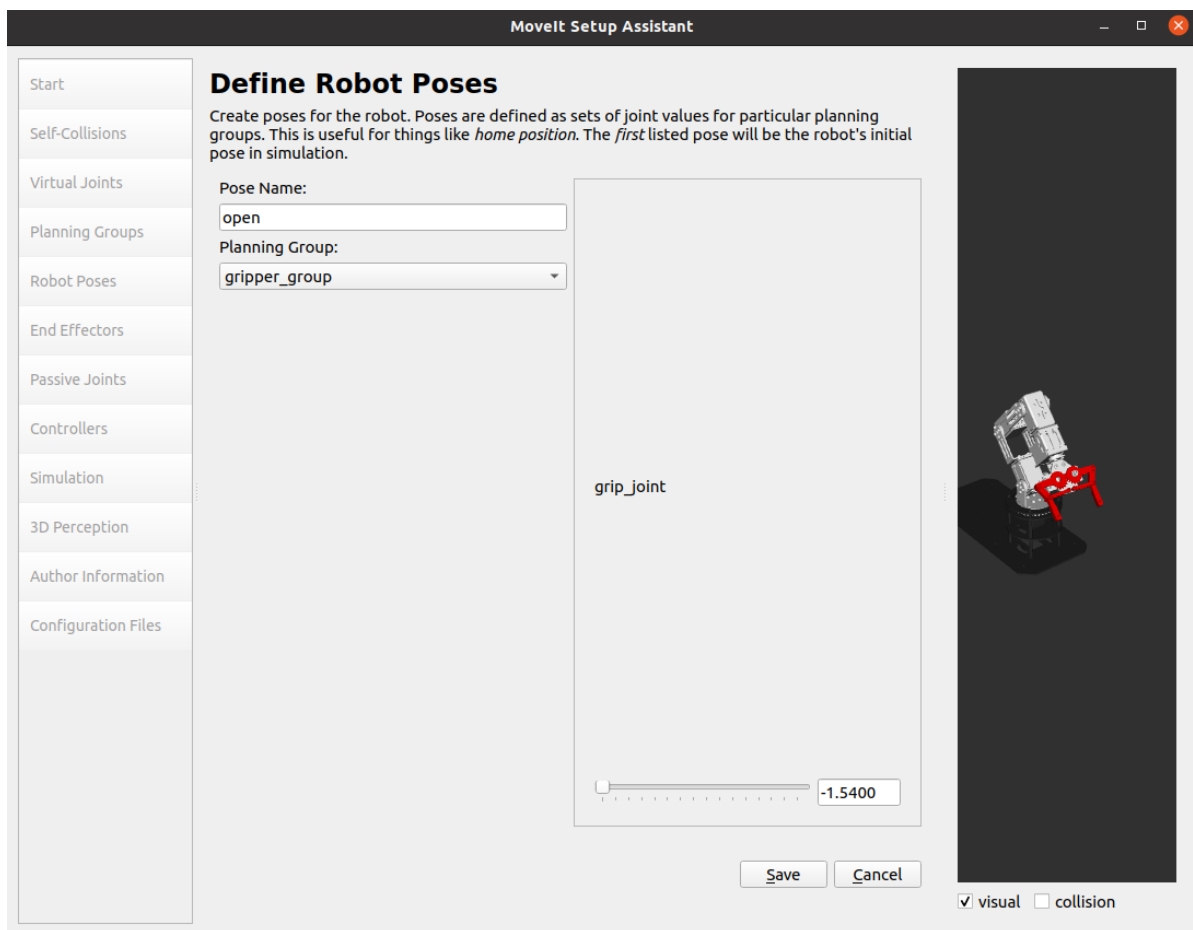 MoveIt Setup Assistant
Start
Self-Collisions
Virtual Joints
Planning Groups
Robot Poses
End Effectors
Passive Joints
Controllers
Simulation
3D Perception
Author Information
Configuration Files
Define Robot Poses
Create poses for the robot. Poses are defined as sets of joint values for particular planning
groups. This is useful for things like home position. The first listed pose will be the robot's initial
pose in simulation.
Pose Name:
open
Planning Group:
gripper_group
grip_joint
-1.5400
Save
Cancel
visual
collision